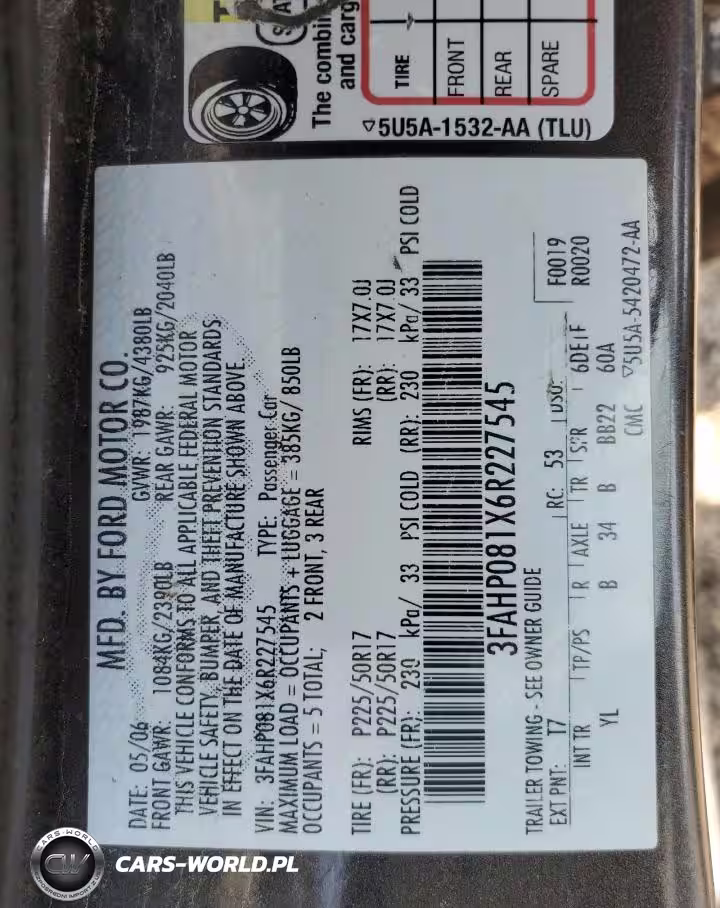 The combin
and carg
TIRE
FRONT
REAR
SPARE
▽5U5A-1532-AA (TLU)
MFD. BY FORD MOTOR CO.
DATE: 05/06 GVWR: 1987KG/4380LB
FRONT GAWR: 1084KG/2390LB REAR GAWR: 925KG/2040LB
THIS VEHICLE CONFORMS TO ALL APPLICABLE FEDERAL MOTOR
VEHICLE SAFETY, BUMPER, AND THEFT PREVENTION STANDARDS
IN EFFECT ON THE DATE OF MANUFACTURE SHOWN ABOVE.
VIN: 3FAHP081X6R227545 TYPE: Passenger Car
MAXIMUM LOAD = OCCUPANTS + LUGGAGE = 385KG/ 850LB
OCCUPANTS = 5 TOTAL; 2 FRONT, 3 REAR
TIRE (FR): P225/50R17 RIMS (FR): 17X7.0J
(RR): P225/50R17 (RR): 17X7.0J
PRESSURE (FR): 230 kPa/ 33 PSI COLD (RR): 230 kPa/ 33 PSI COLD
3FAHP081X6R227545
TRAILER TOWING - SEE OWNER GUIDE
EXT PNT: T7 RC: 53 DSO: F0019
R0020
INT TR TP/PS R AXLE TR SPR 6DE1F
YL B 34 B BB22 60A
CMC ▽5U5A-5420472-AA
CARS-WORLD
CW
CARS-WORLD.PL